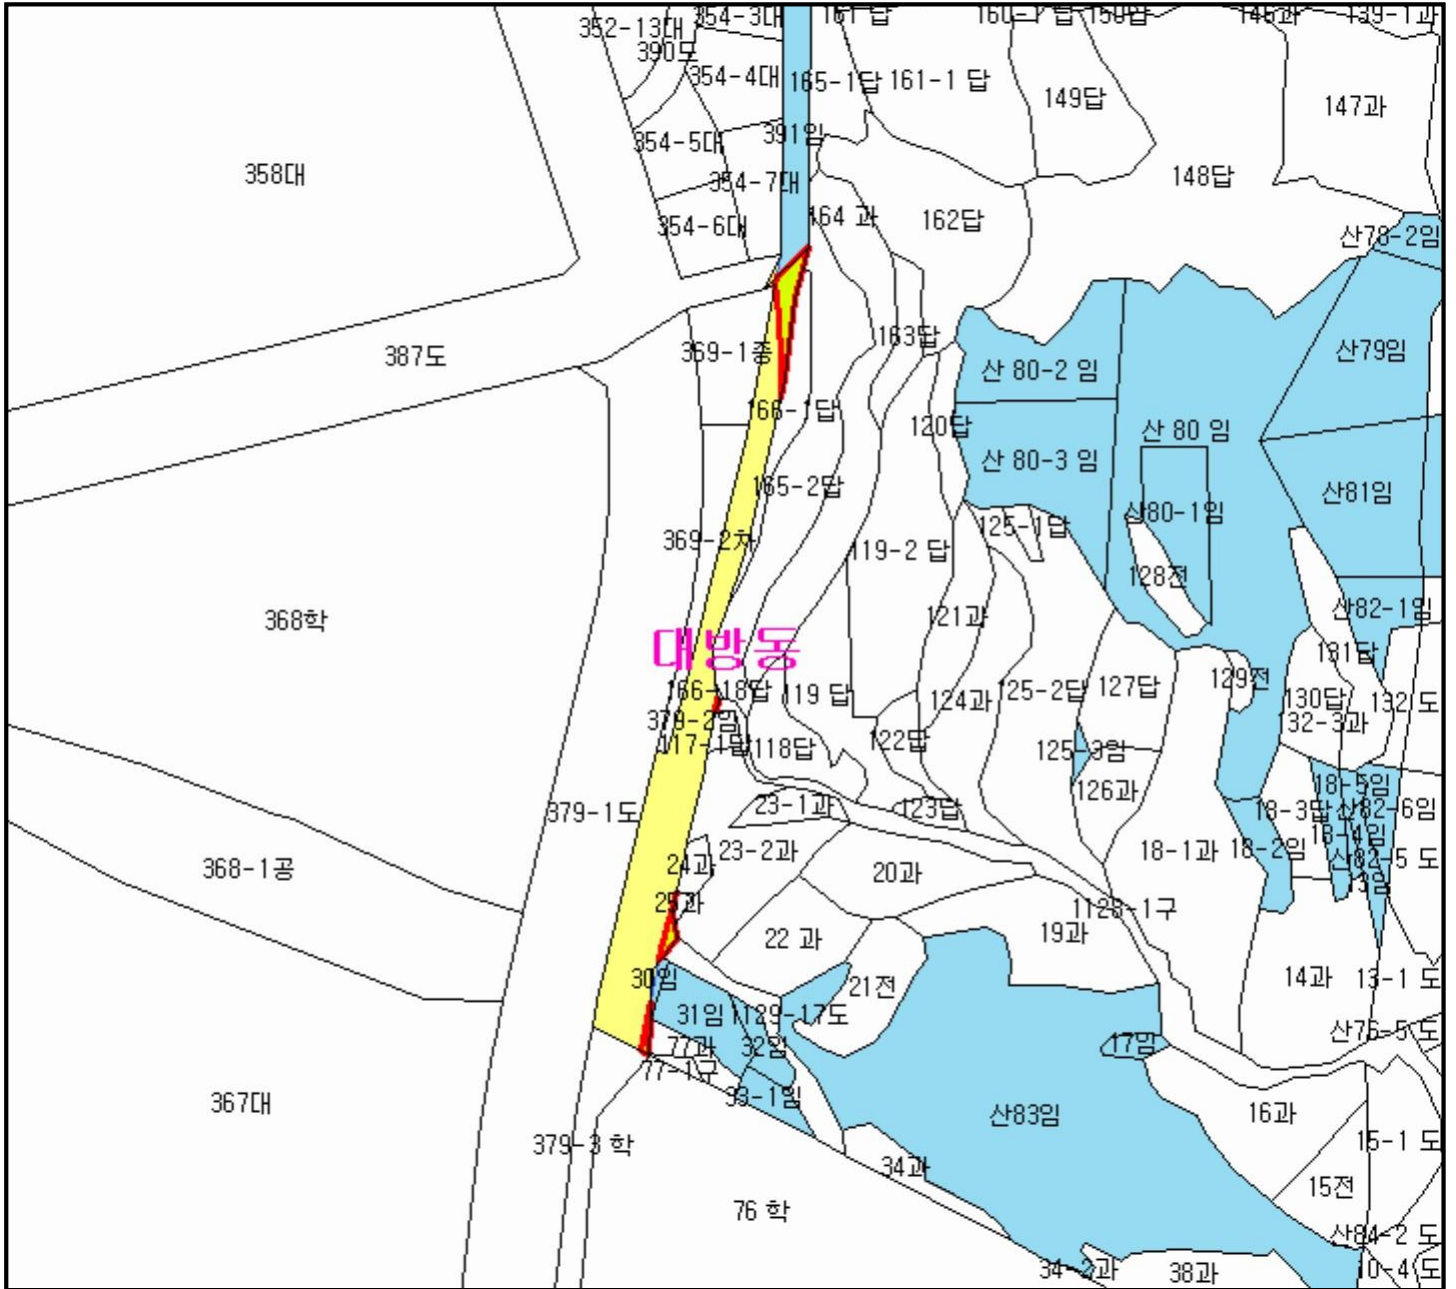 354-3대
161 답
150답
146과
139-1과
352-13대
390도
354-4대
165-1답
161-1 답
149답
147과
354-5대
391임
358대
354-7대
148답
354-6대
164 과
162답
산78-2임
387도
369-1종
163답
산 80-2 임
산79임
166-1답
120답
산 80 임
산 80-3 임
165-2답
산81임
369-2차
125-1답
산80-1임
119-2 답
128전
368학
121과
산82-1임
대방동
131답
166-18답
119 답
124과
125-2답
127답
129전
130답
132 도
379-2임
32-3과
117-1답
118답
122답
125-3임
126과
18-5임
379-1도
23-1과
123답
18-3답
산82-6임
18-4임
368-1공
24과
23-2과
20과
18-1과
18-2임
산82-5 도
25과
1128-1구
22 과
19과
30임
21전
14과
13-1 도
31임
1129-17도
산76-5 도
77과
32임
17임
77-1구
33-1임
367대
산83임
16과
379-3 학
15-1 도
34과
15전
76 학
산84-2 도
34-2과
38과
10-4 도